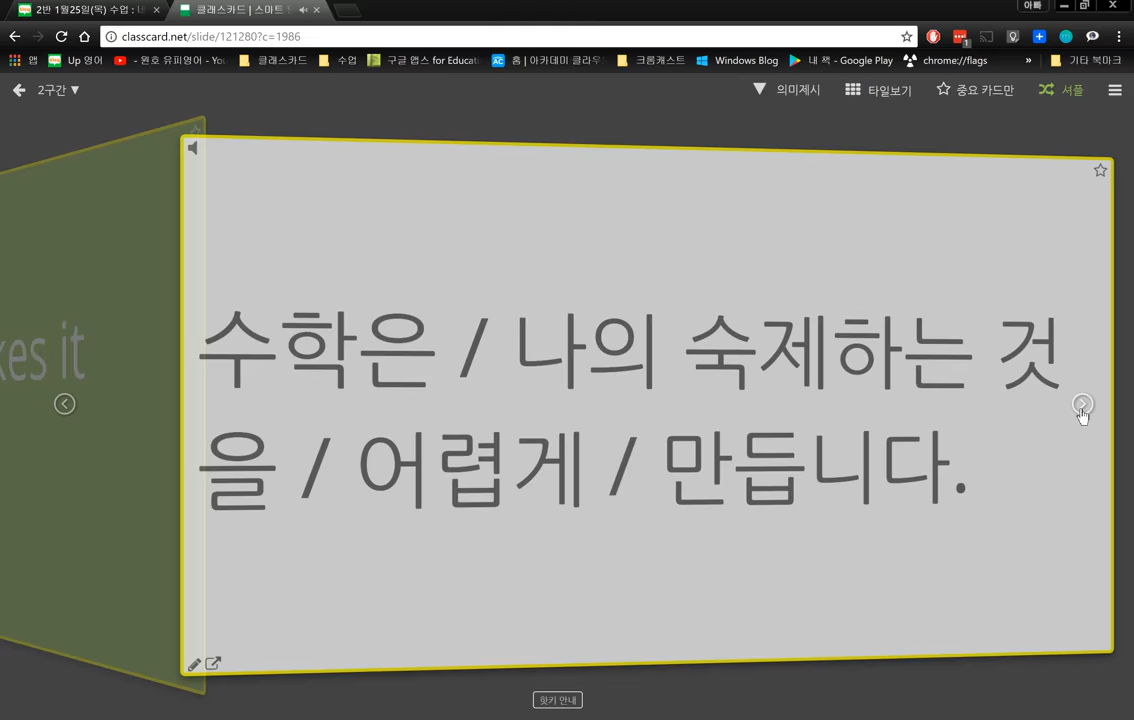 2반 1월25일(목) 수업 : 네
클래스카드 | 스마트
아빠
classcard.net/slide/121280?c=1986
앱
Up 영어
- 원호 유피영어 - You
클래스카드
수업
구글 앱스 for Educati
홈 | 아카데미 클라우
크롬캐스트
Windows Blog
내 책 - Google Play
chrome://flags
»
기타 북마크
2구간 ▼
의미제시
타일보기
중요 카드만
셔플
kes it
수학은 / 나의 숙제하는 것
을 / 어렵게 / 만듭니다.
핫키 안내